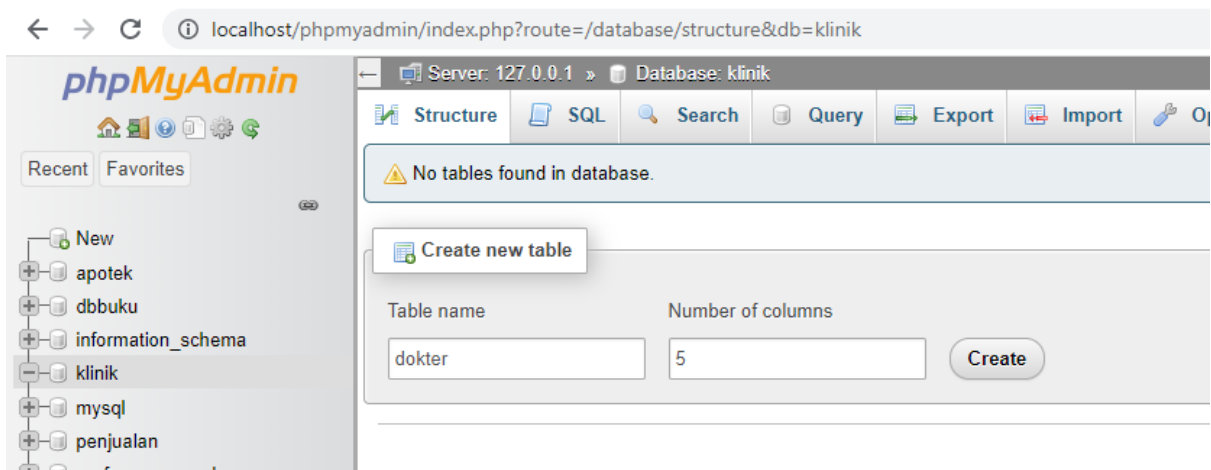 localhost/phpmyadmin/index.php?route=/database/structure&db=klinik
phpMyAdmin
Recent Favorites
New
apotek
dbbuku
information_schema
klinik
mysql
penjualan
Server: 127.0.0.1 » Database: klinik
Structure SQL Search Query Export Import Op
No tables found in database.
Create new table
Table name Number of columns
dokter 5 Create